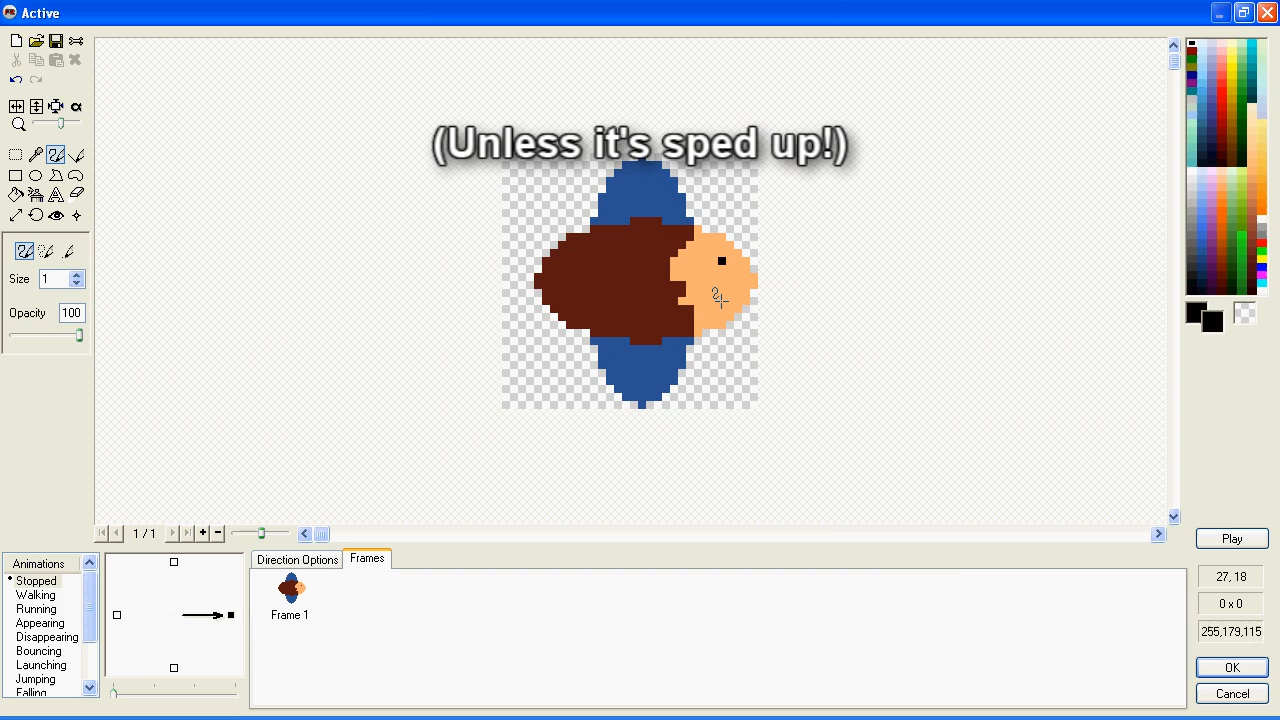 Active
(Unless it's sped up!)
Size 1
Opacity 100
1 / 1
Animations
Stopped
Walking
Running
Appearing
Disappearing
Bouncing
Launching
Jumping
Falling
Direction Options Frames
Frame 1
Play
27, 18
0 x 0
255,179,115
OK
Cancel